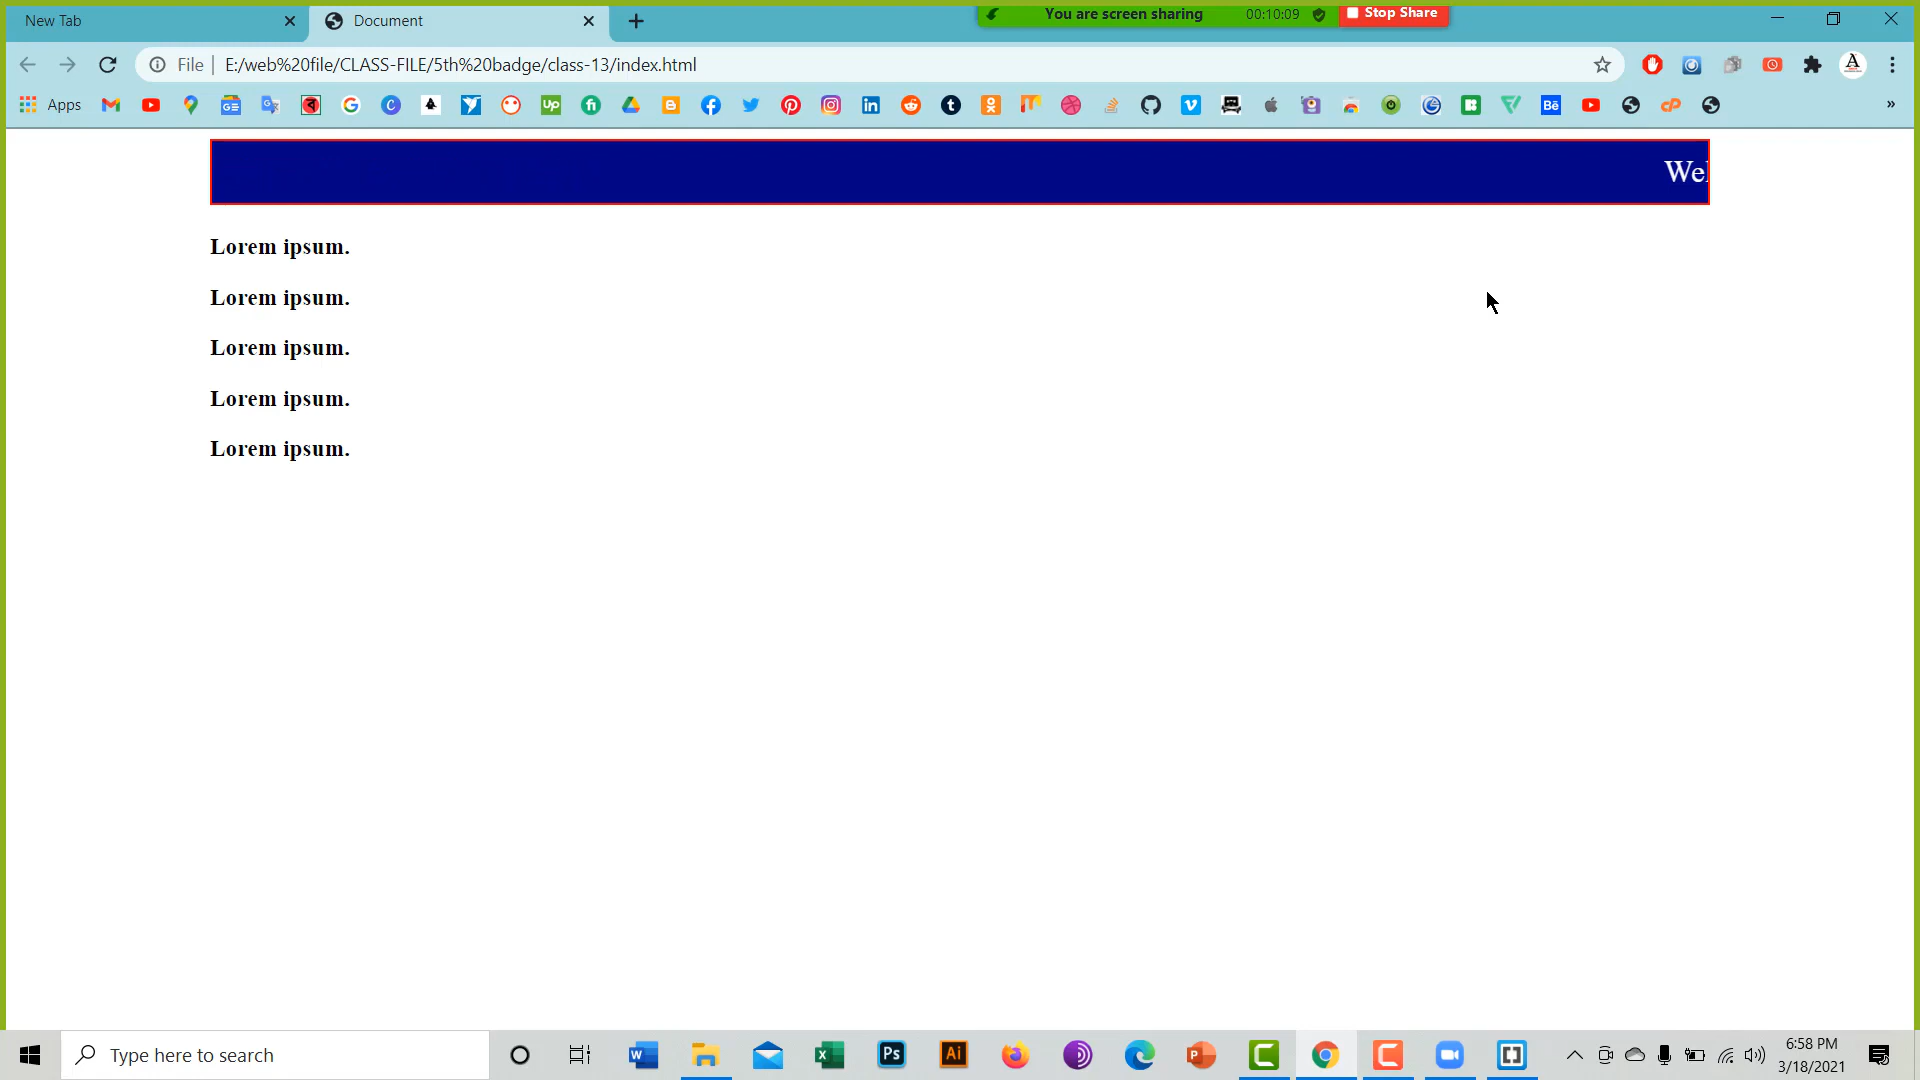 New Tab
Document
You are screen sharing 00:10:09 Stop Share
File E:/web%20file/CLASS-FILE/5th%20badge/class-13/index.html
Apps
Lorem ipsum.
Lorem ipsum.
Lorem ipsum.
Lorem ipsum.
Lorem ipsum.
Type here to search
6:58 PM
3/18/2021